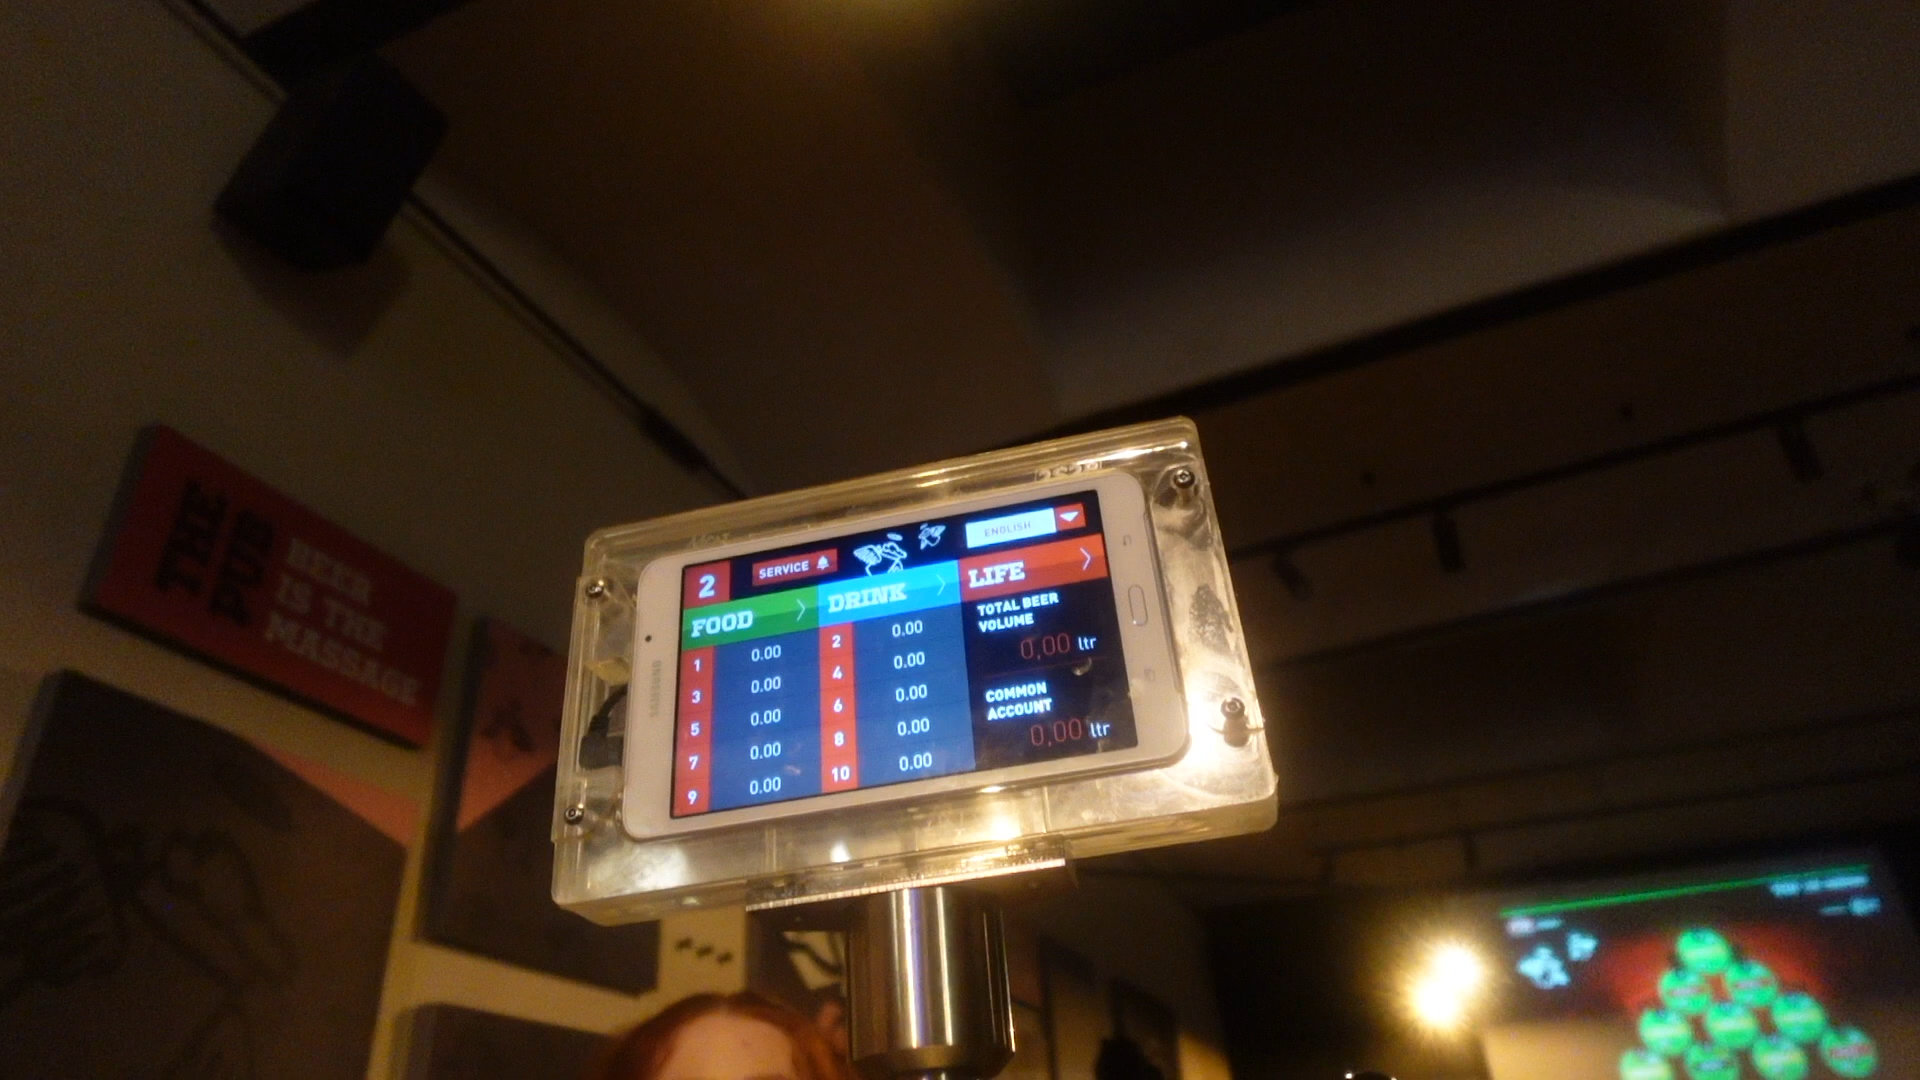 THE
PUB
BEER
IS THE
MASSAGE
SAMSUNG
2
SERVICE
ENGLISH
FOOD
DRINK
LIFE
1 0.00
3 0.00
5 0.00
7 0.00
9 0.00
2 0.00
4 0.00
6 0.00
8 0.00
10 0.00
TOTAL BEER
VOLUME
0,00 ltr
COMMON
ACCOUNT
0,00 ltr